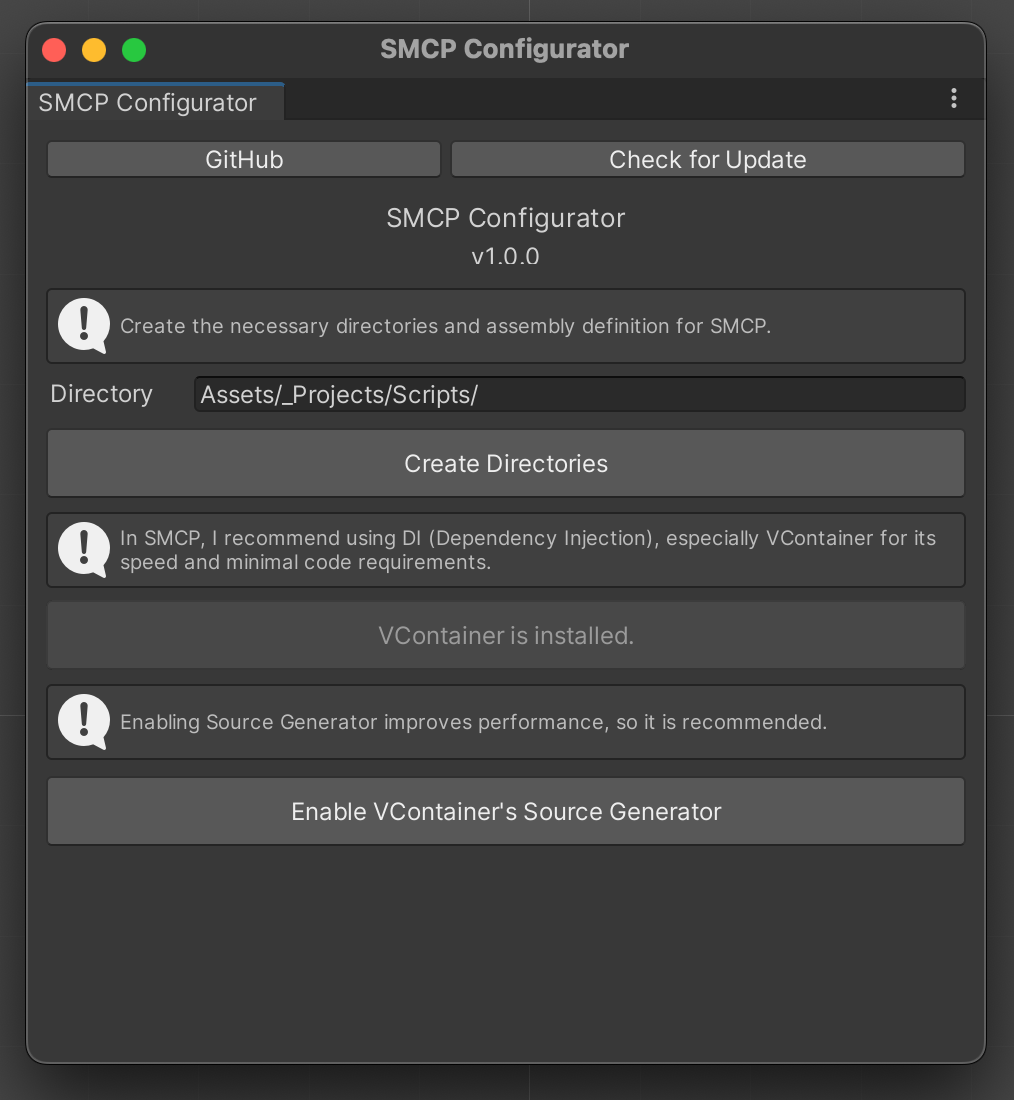 SMCP Configurator
SMCP Configurator
GitHub
Check for Update
SMCP Configurator
v1.0.0
Create the necessary directories and assembly definition for SMCP.
Directory
Assets/_Projects/Scripts/
Create Directories
In SMCP, I recommend using DI (Dependency Injection), especially VContainer for its
speed and minimal code requirements.
VContainer is installed.
Enabling Source Generator improves performance, so it is recommended.
Enable VContainer's Source Generator